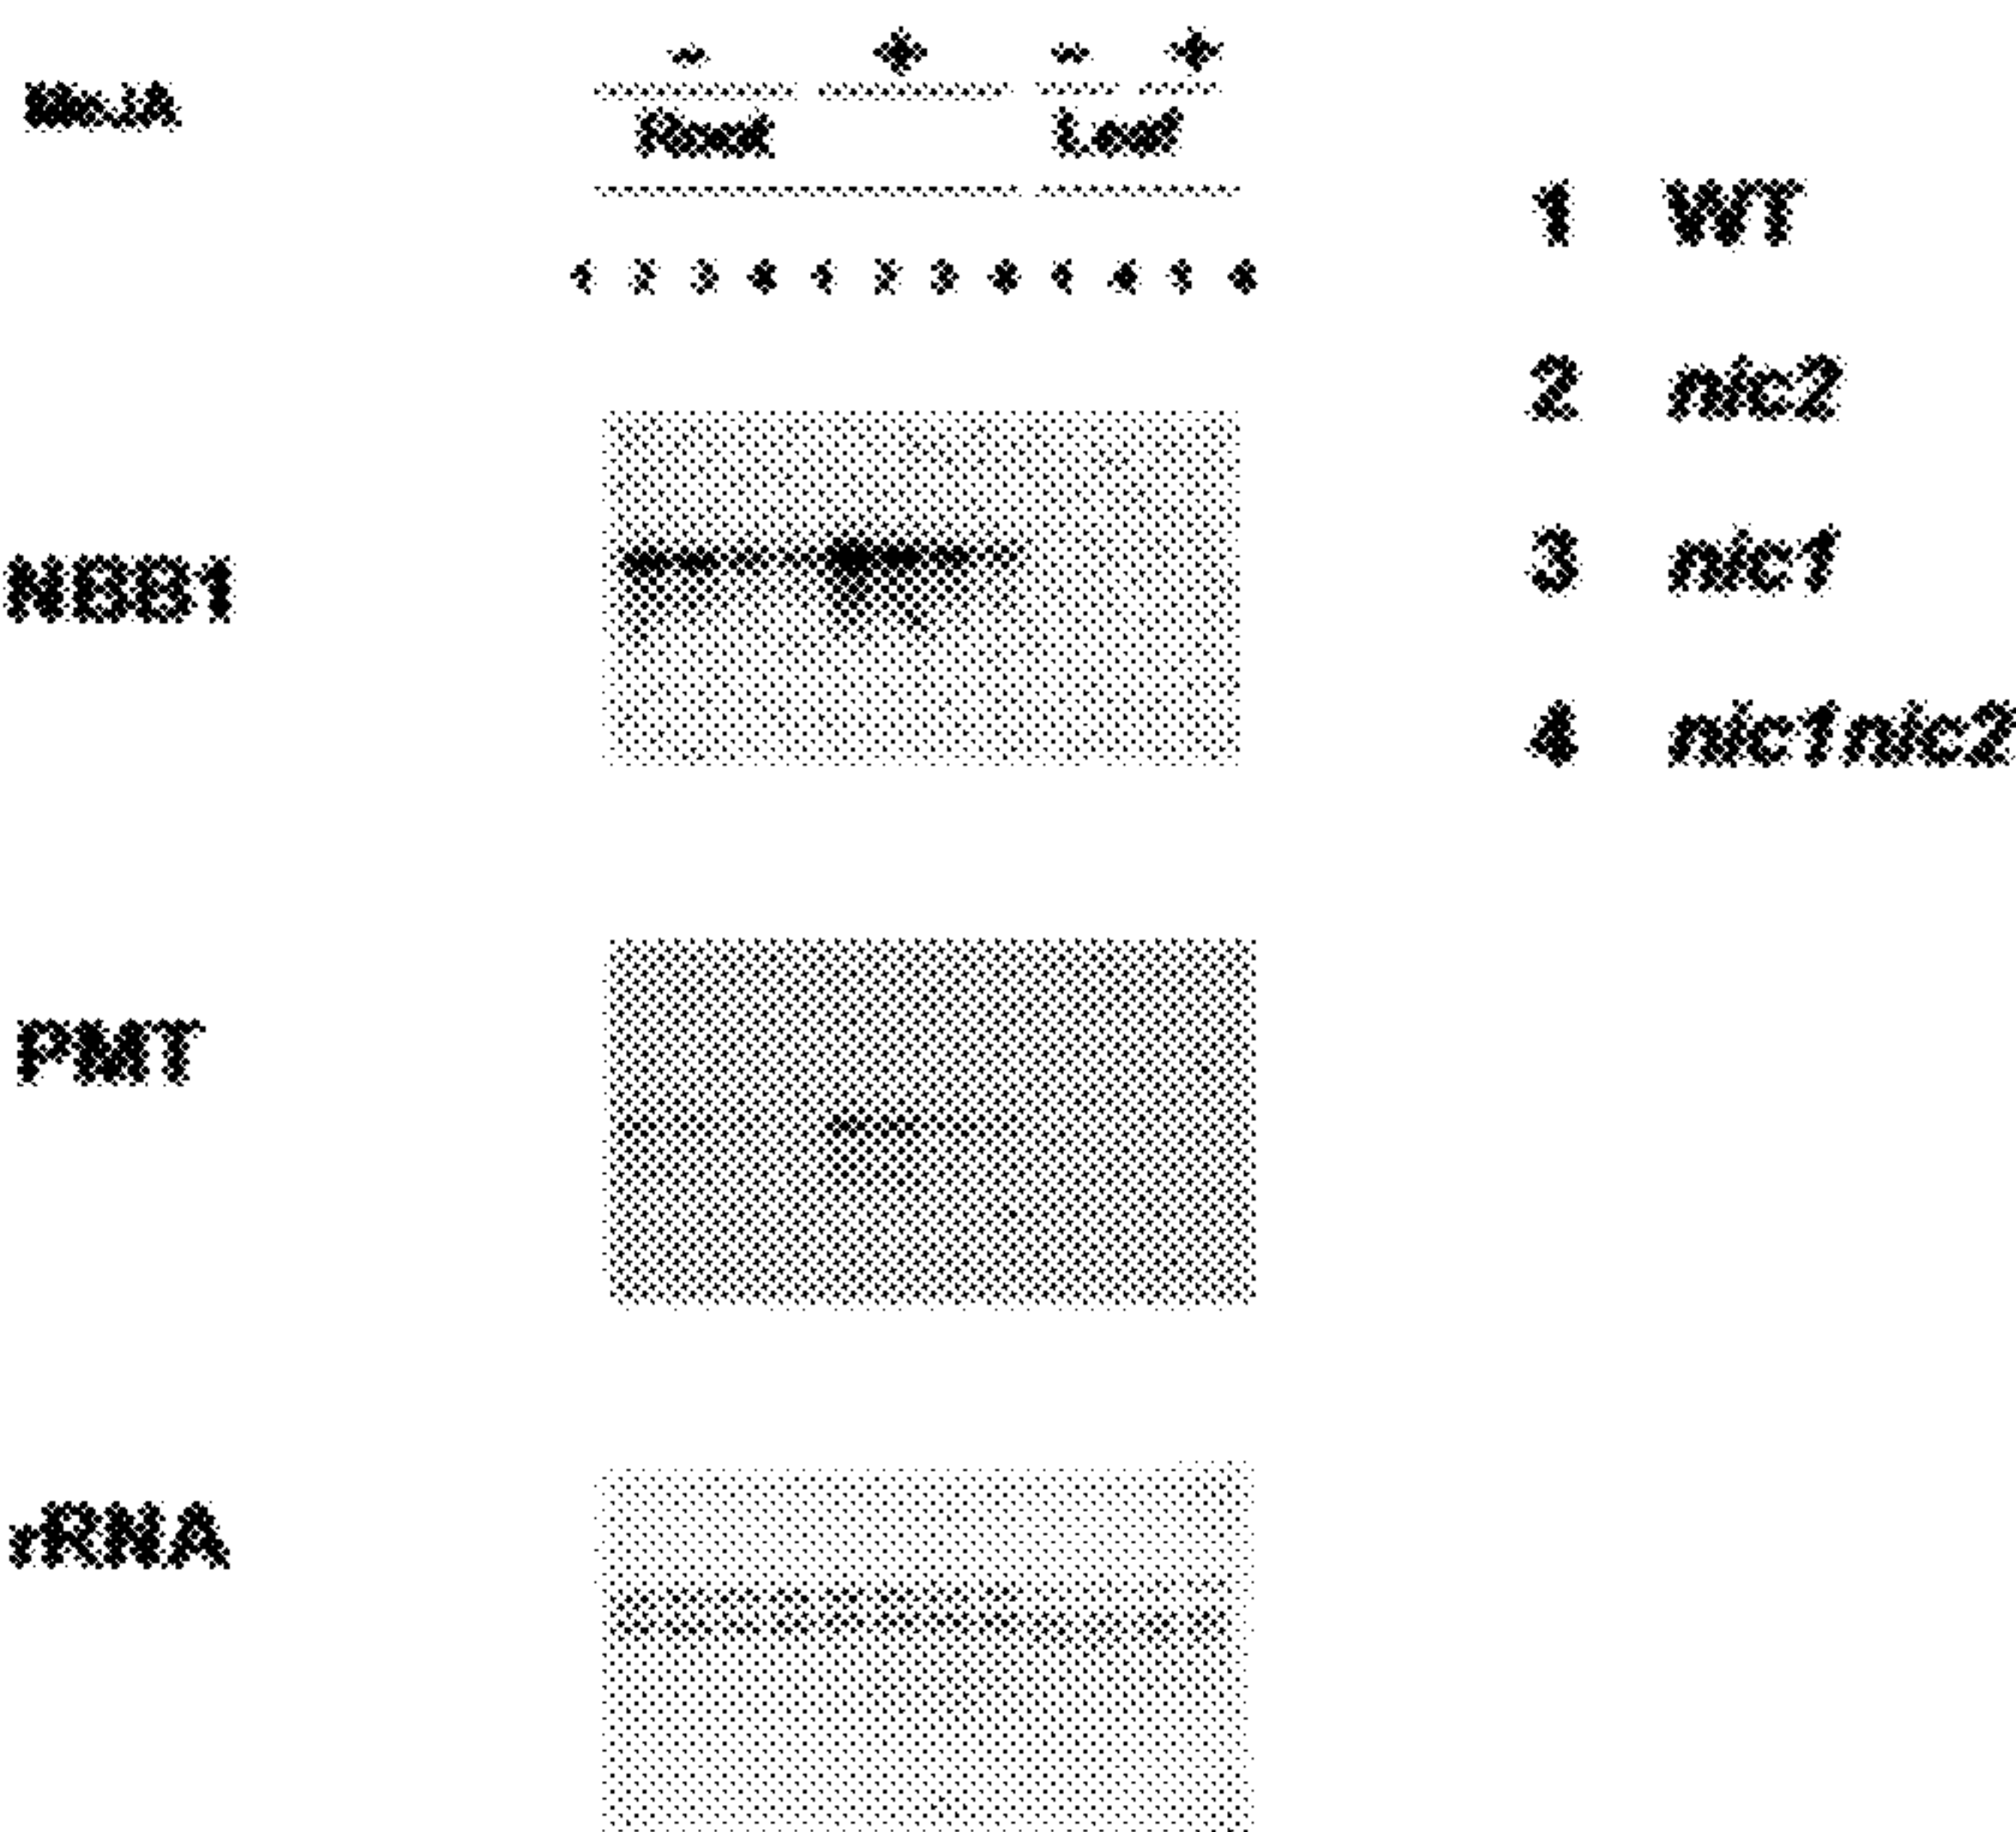 - + - +
MeJA
Root Leaf
1 2 3 4 1 2 3 4 1 4 1 4
1 WT
2 nic2
3 nic1
4 nic1nic2
NBB1
PMT
rRNA